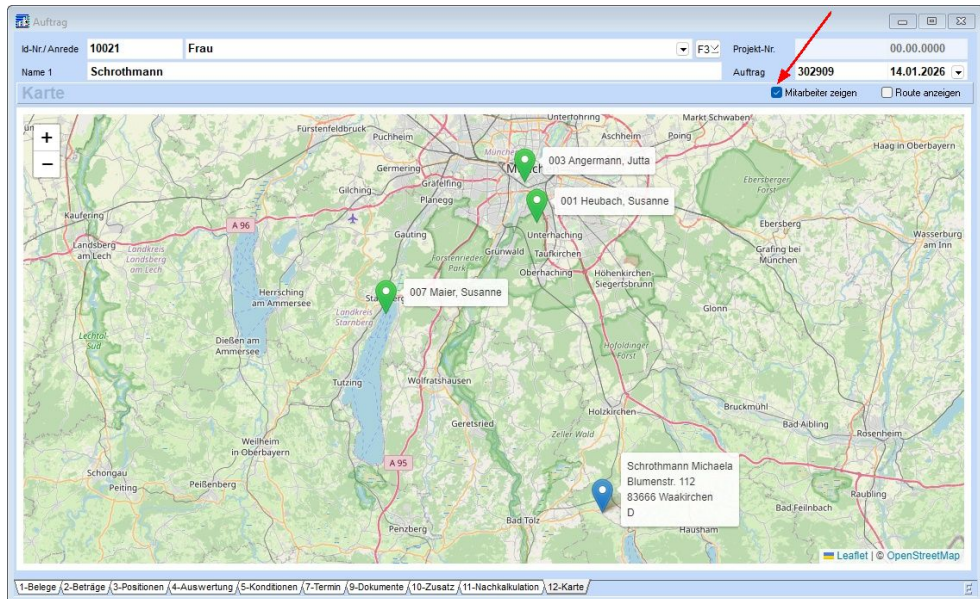 Auftrag
Id-Nr./Anrede 10021 Frau F3 Projekt-Nr. 00.00.0000
Name 1 Schrothmann Auftrag 302909 14.01.2026
Karte Mitarbeiter zeigen Route anzeigen
+
−
Fürstenfeldbruck
Puchheim
Unterföhring
Markt Schwaben
Aschheim
Poing
Haag in Oberbayern
Germering
003 Angermann, Jutta
Gilching
Gräfelfing
Planegg
Ebersberger
Forst
001 Heubach, Susanne
Kaufering
A 96
Gauting
Unterhaching
Ebersberg
Wasserburg
am Inn
Landsberg
am Lech
Landkreis
Landsberg
am Lech
Forstenrieder
Park
Grünwald
Taufkirchen
Grafing bei
München
Oberhaching
Höhenkirchen-
Siegertsbrunn
Herrsching
am Ammersee
007 Maier, Susanne
Landkreis
Starnberg
Glonn
Lechtal-
Süd
Dießen am
Ammersee
Hofoldinger
Forst
Tutzing
Wolfratshausen
Geretsried
Holzkirchen
Bruckmühl
Bad Aibling
Rosenheim
Zeller Wald
Weilheim
in Oberbayern
A 95
Schongau
Peiting
Peißenberg
Schrothmann Michaela
Blumenstr. 112
83666 Waakirchen
D
Raubling
Bad Feilnbach
Penzberg
Bad Tölz
Hausham
Leaflet | © OpenStreetMap
1-Belege 2-Beträge 3-Positionen 4-Auswertung 5-Konditionen 7-Termin 9-Dokumente 10-Zusatz 11-Nachkalkulation 12-Karte